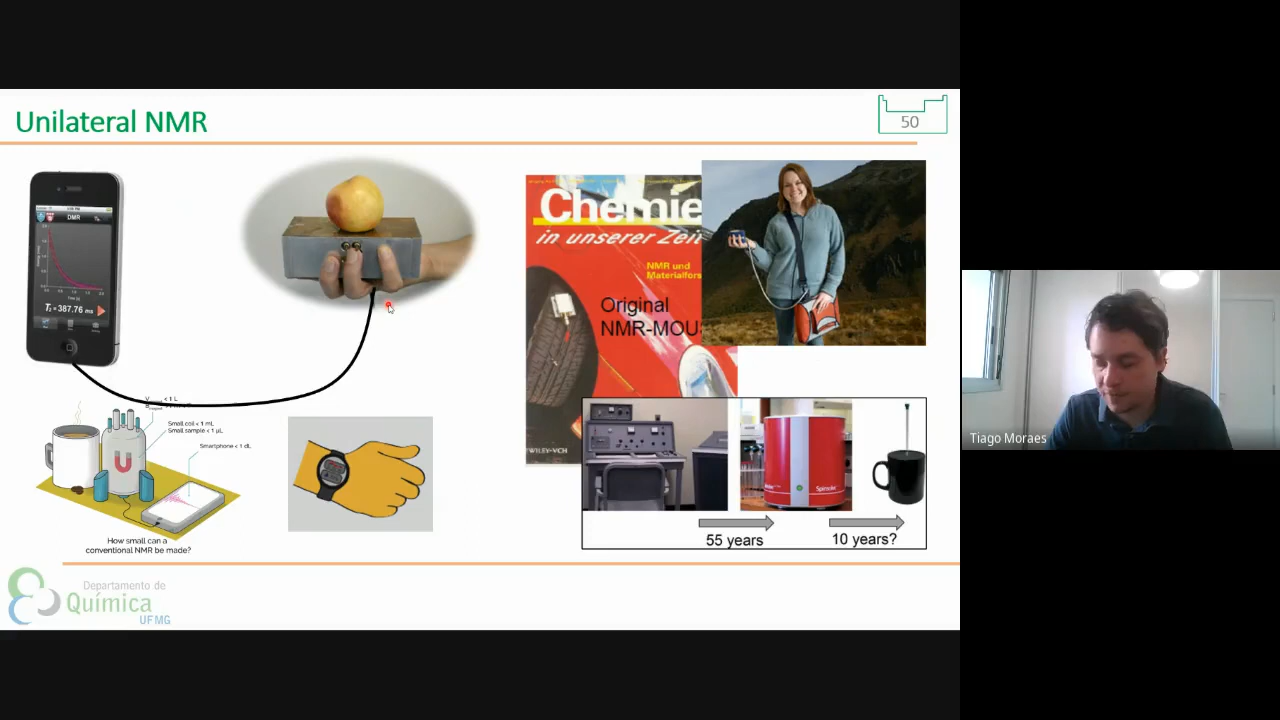 Unilateral NMR
50
DMR
T₂ = 387.76 ms
Chemie
in unserer Zeit
NMR und
Materialfors
Original
NMR-MOU
WILEY-VCH
Small coil < 1 mL
Small sample < 1 µL
Smartphone < 1 dL
How small can a
conventional NMR be made?
Spinsolve
55 years
10 years?
Departamento de
Química
UFMG
Tiago Moraes